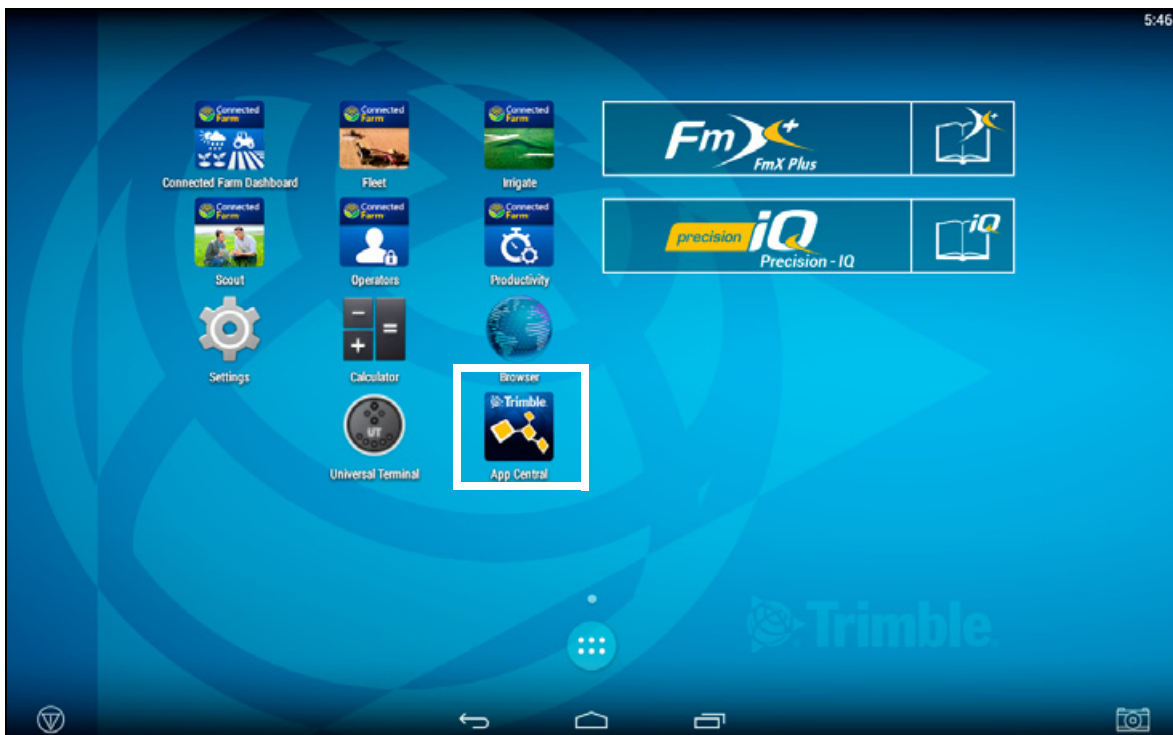 5:46
Connected Farm
Connected Farm Dashboard
Connected Farm
Fleet
Connected Farm
Irrigate
Fm X+
FmX Plus
Connected Farm
Scout
Connected Farm
Operators
Connected Farm
Productivity
precision iQ
Precision - IQ
iQ
Settings
Calculator
Browser
UT
Universal Terminal
Trimble
App Central
Trimble